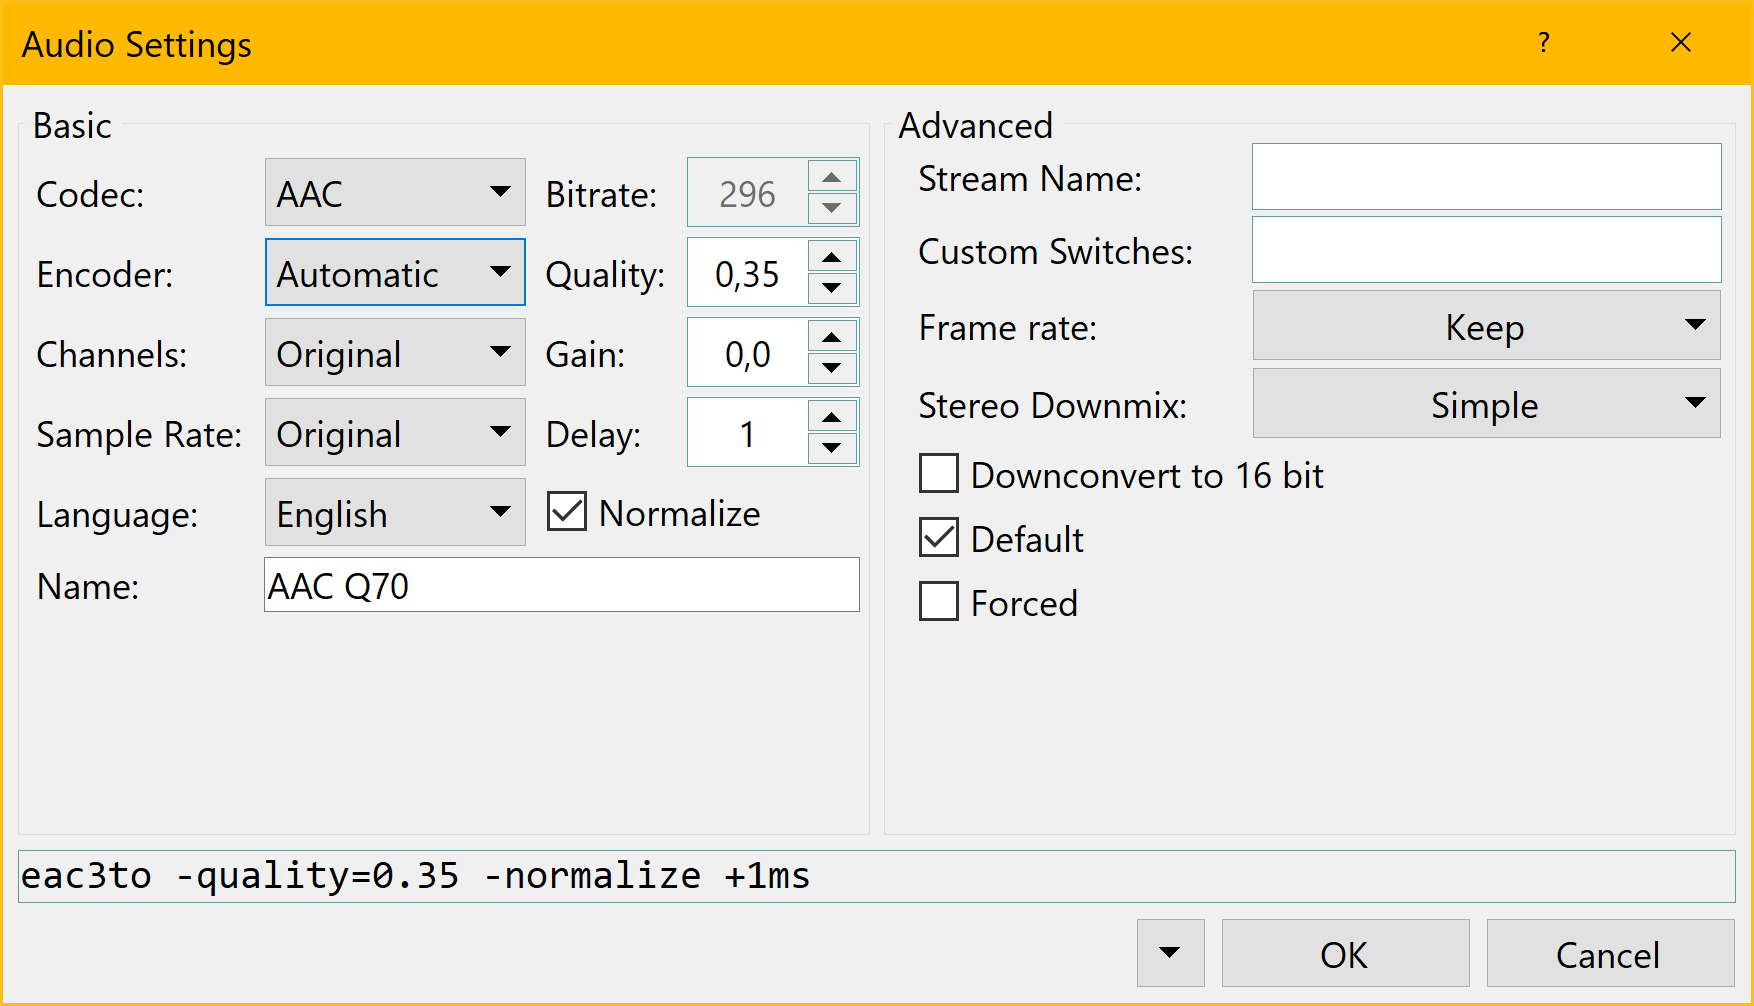 Audio Settings
?
Basic
Codec: AAC Bitrate: 296
Encoder: Automatic Quality: 0,35
Channels: Original Gain: 0,0
Sample Rate: Original Delay: 1
Language: English Normalize
Name: AAC Q70
Advanced
Stream Name:
Custom Switches:
Frame rate: Keep
Stereo Downmix: Simple
Downconvert to 16 bit
Default
Forced
eac3to -quality=0.35 -normalize +1ms
OK Cancel